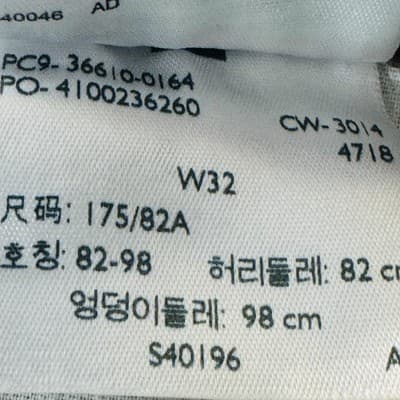 40046 AD
PC9- 36610-0164
PO- 4100236260
CW-3014
4718
W32
尺 码: 175/82A
호칭: 82-98 허리둘레: 82 c
엉덩이둘레: 98 cm
S40196 A